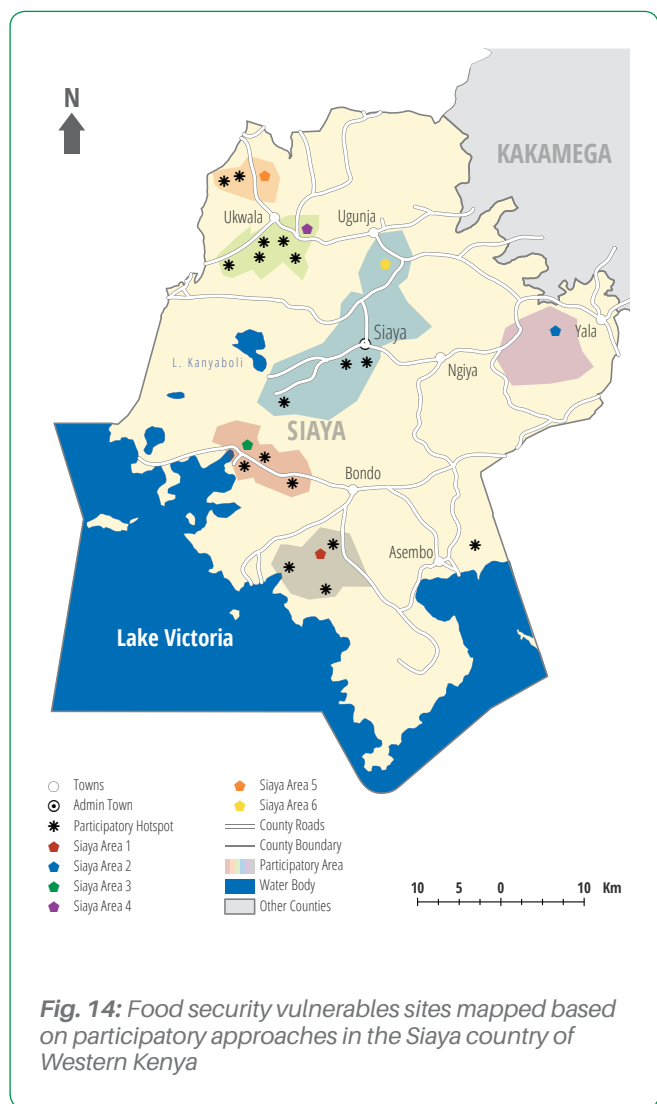 N
KAKAMEGA
Ukwala
Ugunja
Siaya
Yala
L. Kanyaboli
Ngiya
SIAYA
Bondo
Asembo
Lake Victoria
Towns
Admin Town
Participatory Hotspot
Siaya Area 1
Siaya Area 2
Siaya Area 3
Siaya Area 4
Siaya Area 5
Siaya Area 6
County Roads
County Boundary
Participatory Area
Water Body
Other Counties
10 5 0 10 Km
Fig. 14: Food security vulnerables sites mapped based
on participatory approaches in the Siaya country of
Western Kenya